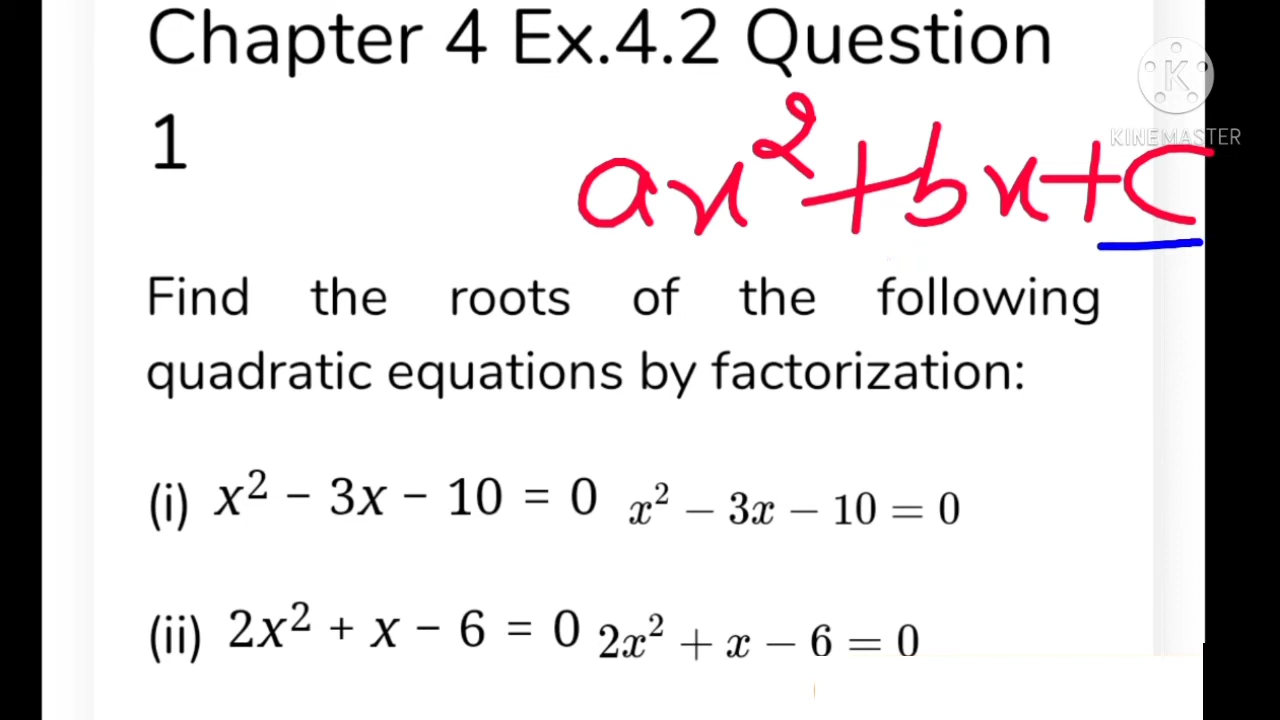 Chapter 4 Ex.4.2 Question
1
ax²+bx+c
K
KINEMASTER
Find the roots of the following
quadratic equations by factorization:
(i) x² − 3x − 10 = 0 x² − 3x − 10 = 0
(ii) 2x² + x − 6 = 0 2x² + x − 6 = 0